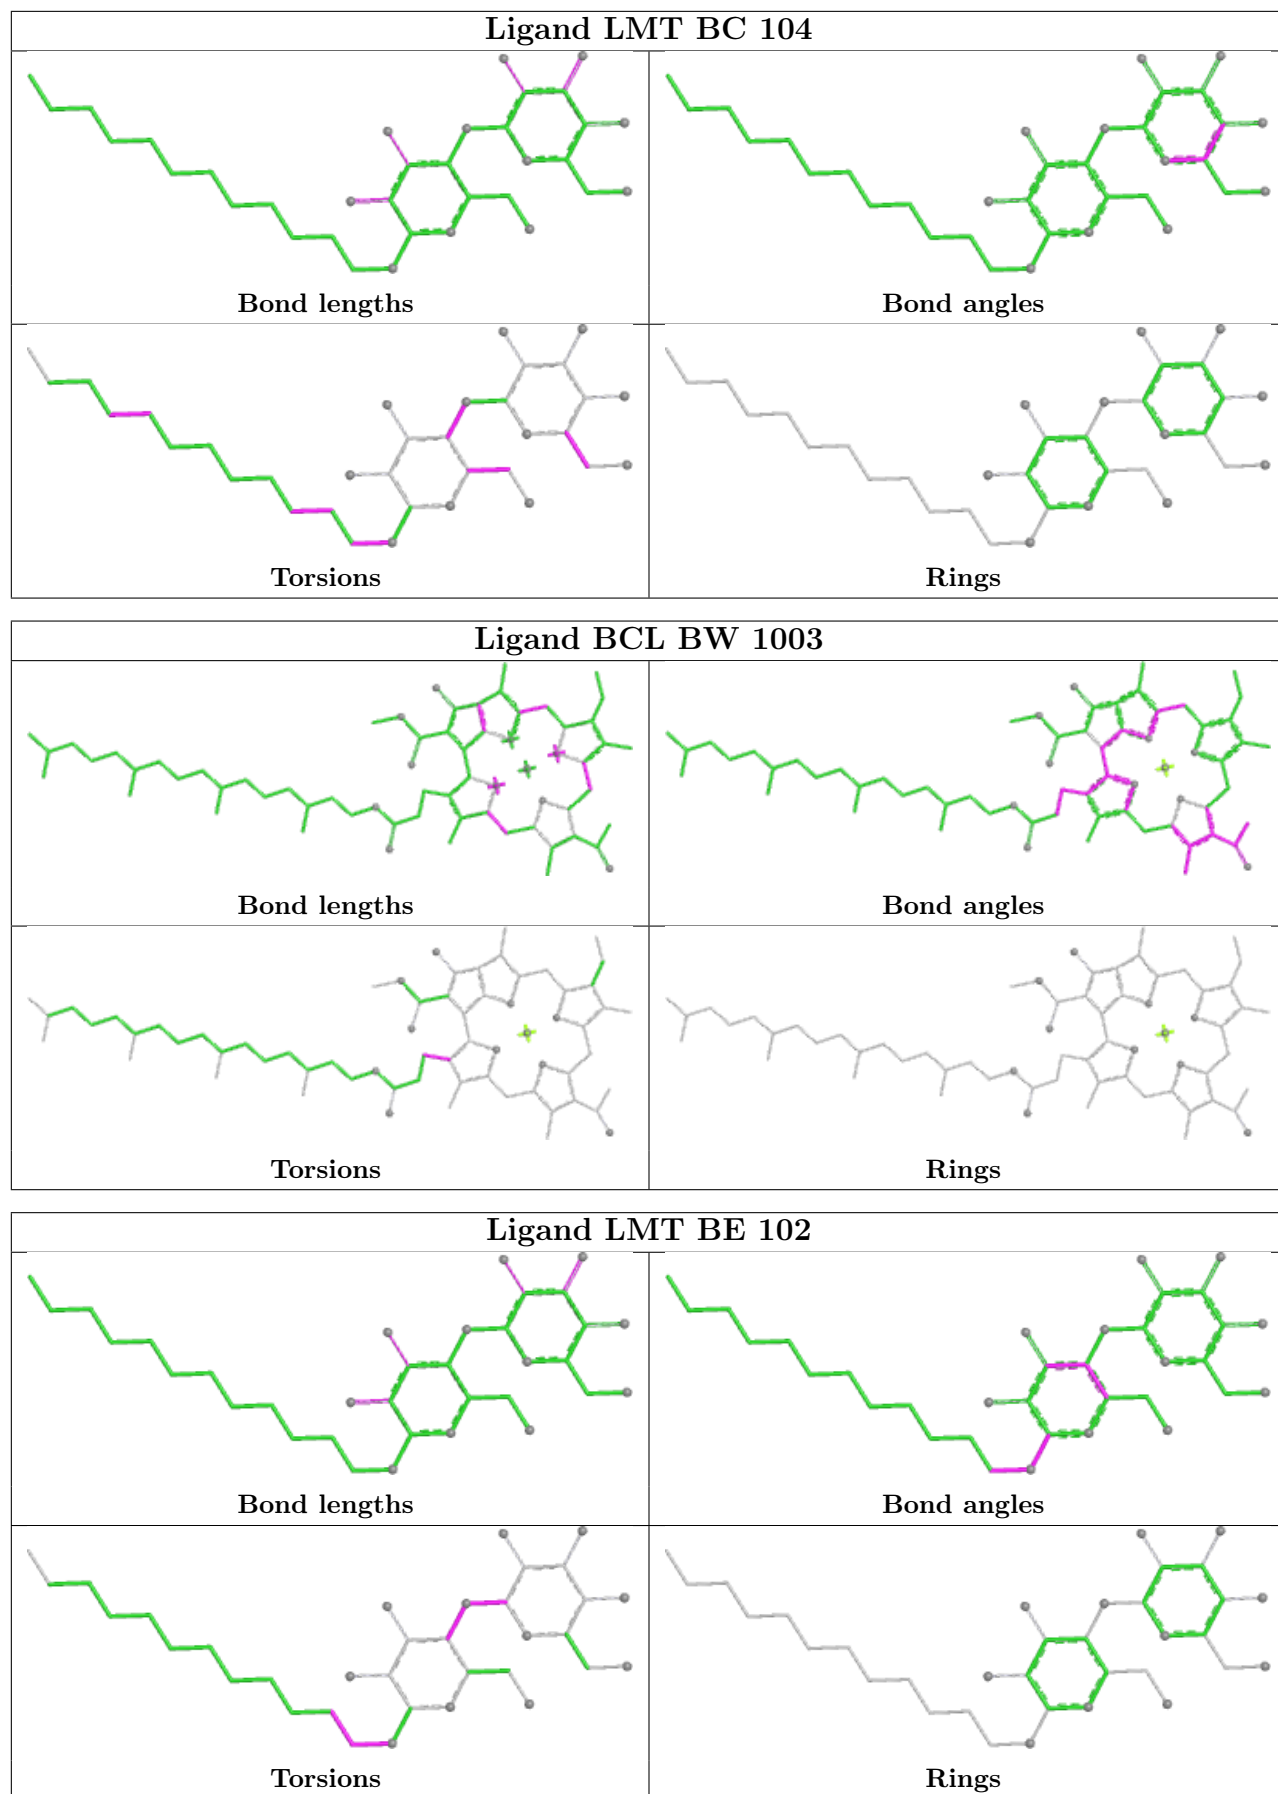 Ligand LMT BC 104
Bond lengths
Bond angles
Torsions
Rings
Ligand BCL BW 1003
Bond lengths
Bond angles
Torsions
Rings
Ligand LMT BE 102
Bond lengths
Bond angles
Torsions
Rings